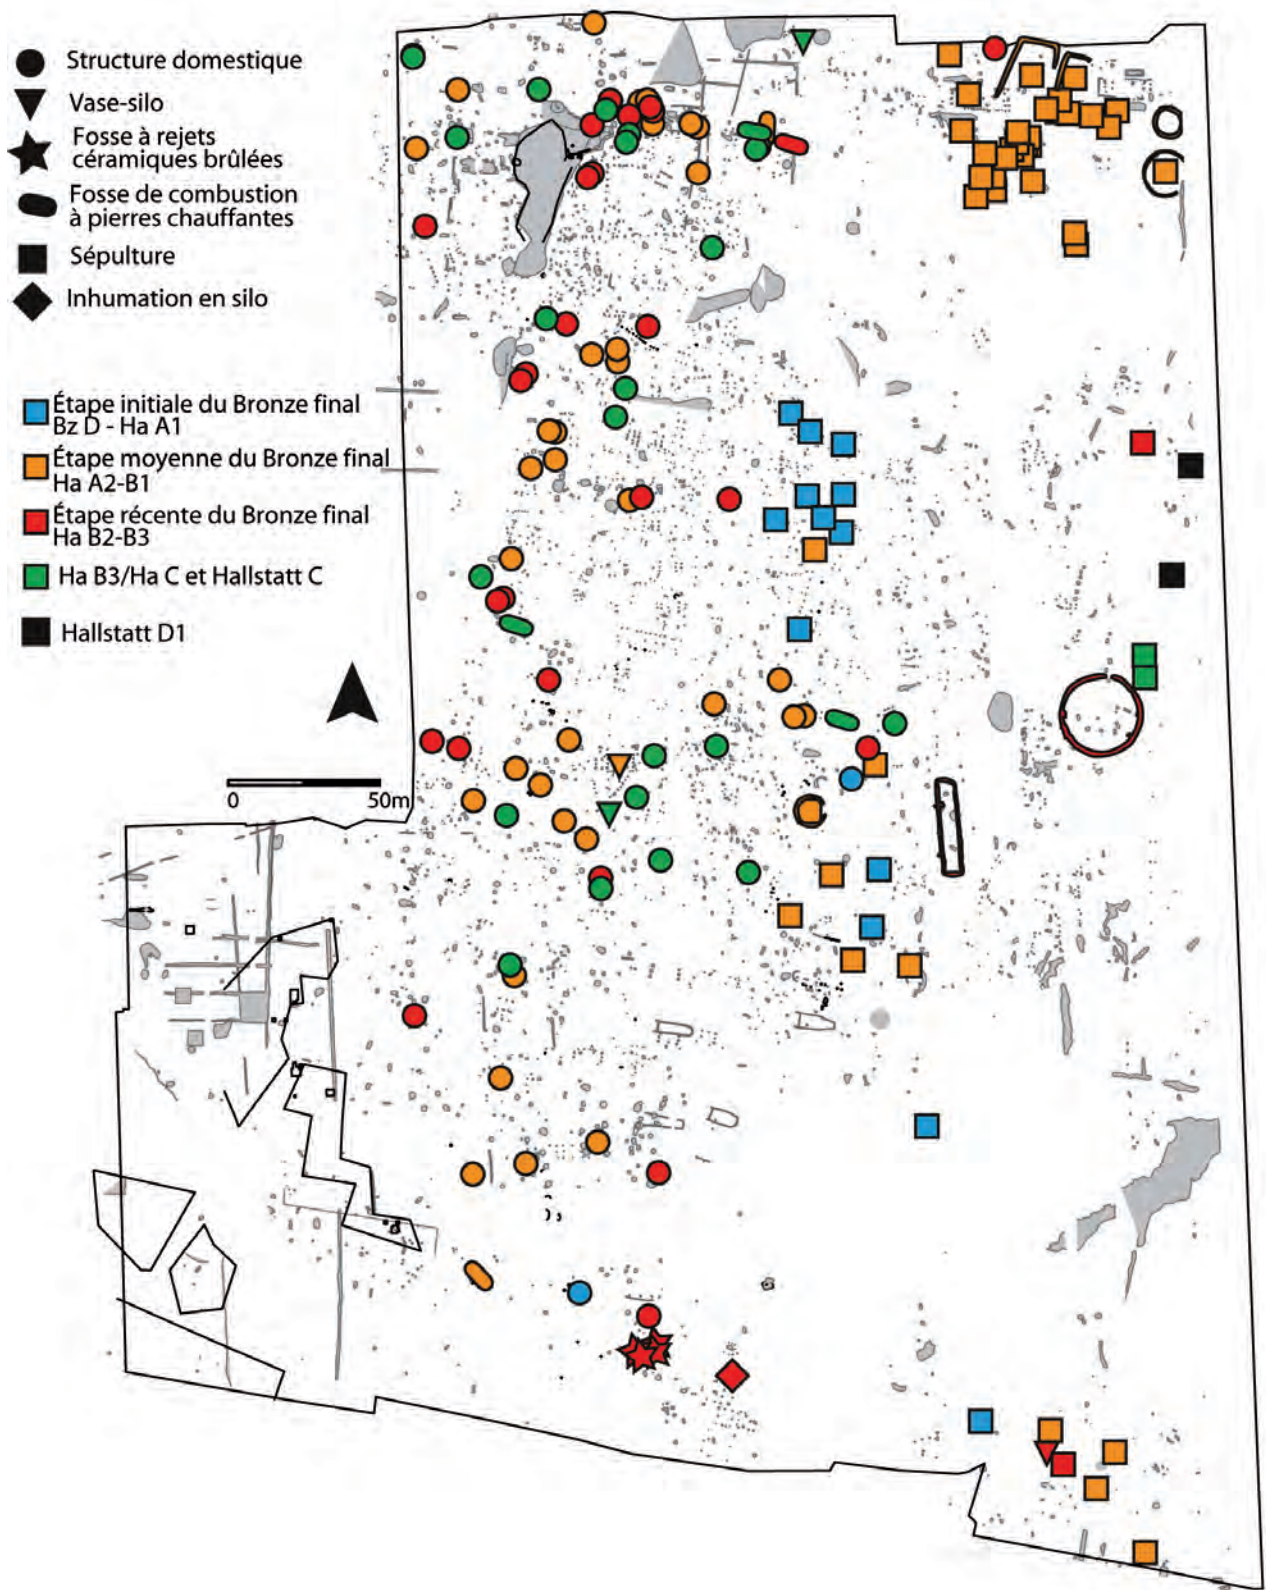 Structure domestique
Vase-silo
Fosse à rejets
céramiques brûlées
Fosse de combustion
à pierres chauffantes
Sépulture
Inhumation en silo
Étape initiale du Bronze final
Bz D - Ha A1
Étape moyenne du Bronze final
Ha A2-B1
Étape récente du Bronze final
Ha B2-B3
Ha B3/Ha C et Hallstatt C
Hallstatt D1
0 50m